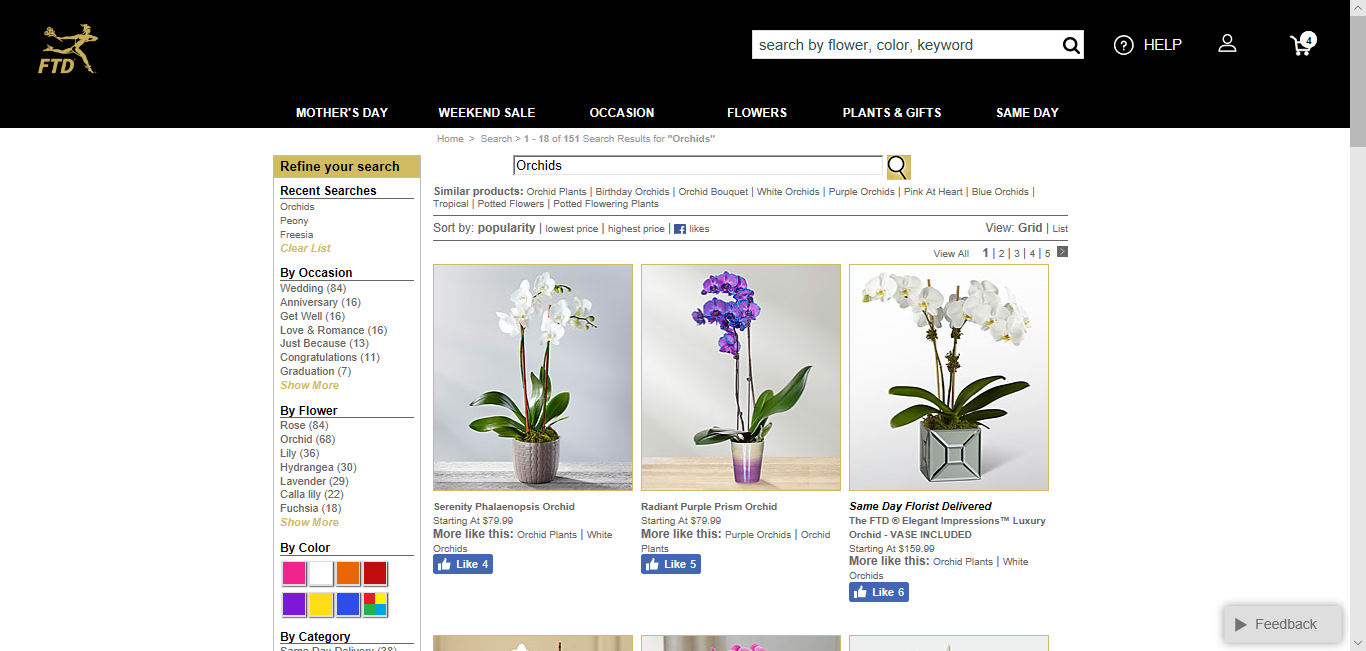 FTD
search by flower, color, keyword
? HELP
4
MOTHER'S DAY WEEKEND SALE OCCASION FLOWERS PLANTS & GIFTS SAME DAY
Home > Search > 1 - 18 of 151 Search Results for "Orchids"
Refine your search
Recent Searches
Orchids
Peony
Freesia
Clear List
By Occasion
Wedding (84)
Anniversary (16)
Get Well (16)
Love & Romance (16)
Just Because (13)
Congratulations (11)
Graduation (7)
Show More
By Flower
Rose (84)
Orchid (68)
Lily (36)
Hydrangea (30)
Lavender (29)
Calla lily (22)
Fuchsia (18)
Show More
By Color
By Category
Same Day Delivery (38)
Orchids
Similar products: Orchid Plants | Birthday Orchids | Orchid Bouquet | White Orchids | Purple Orchids | Pink At Heart | Blue Orchids |
Tropical | Potted Flowers | Potted Flowering Plants
Sort by: popularity | lowest price | highest price | f likes
View: Grid | List
View All 1 | 2 | 3 | 4 | 5 >
Serenity Phalaenopsis Orchid
Starting At $79.99
More like this: Orchid Plants | White
Orchids
Like 4
Radiant Purple Prism Orchid
Starting At $79.99
More like this: Purple Orchids | Orchid
Plants
Like 5
Same Day Florist Delivered
The FTD ® Elegant Impressions™ Luxury
Orchid - VASE INCLUDED
Starting At $159.99
More like this: Orchid Plants | White
Orchids
Like 6
Feedback